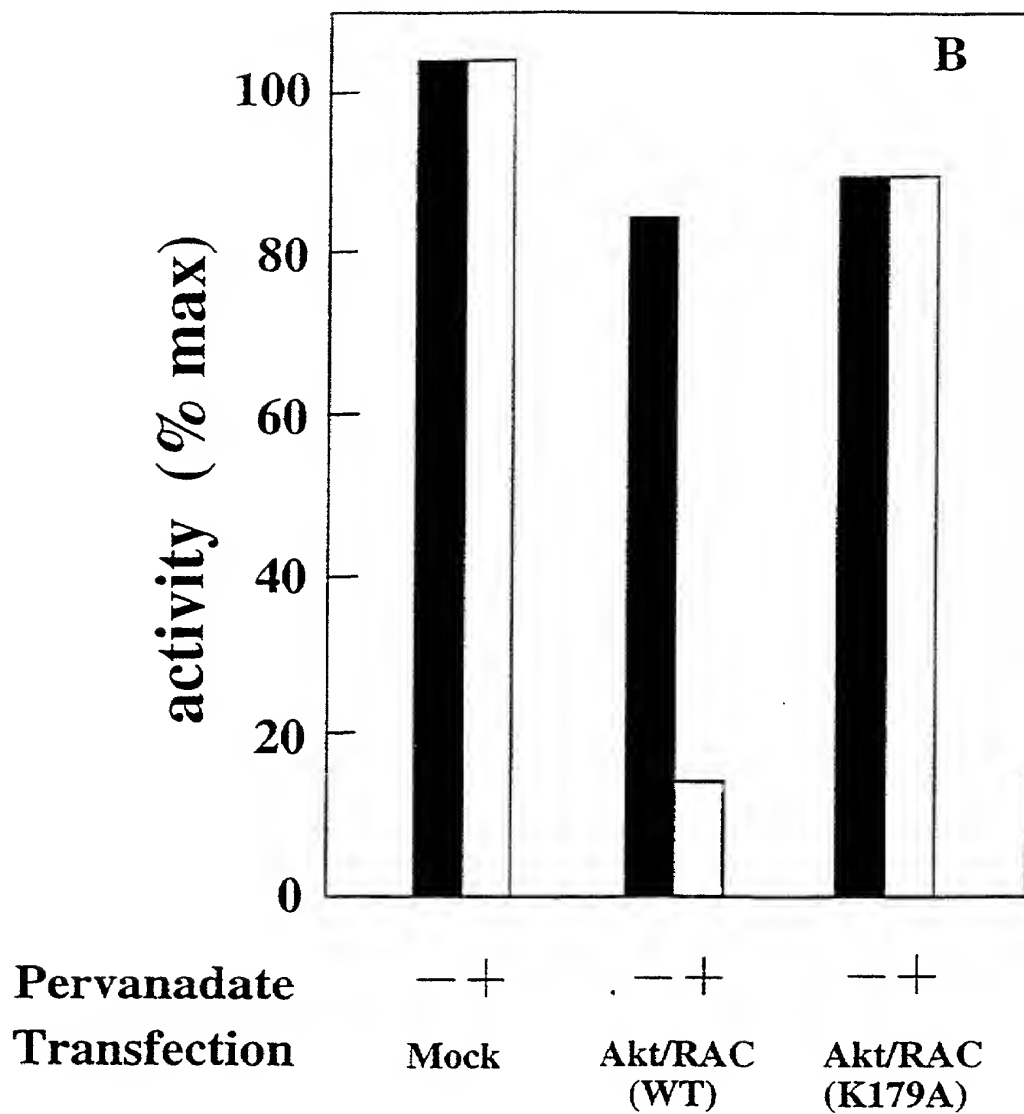 B
100
80
60
40
20
0
activity (% max)
Pervanadate − + − + − +
Transfection Mock Akt/RAC Akt/RAC
(WT) (K179A)